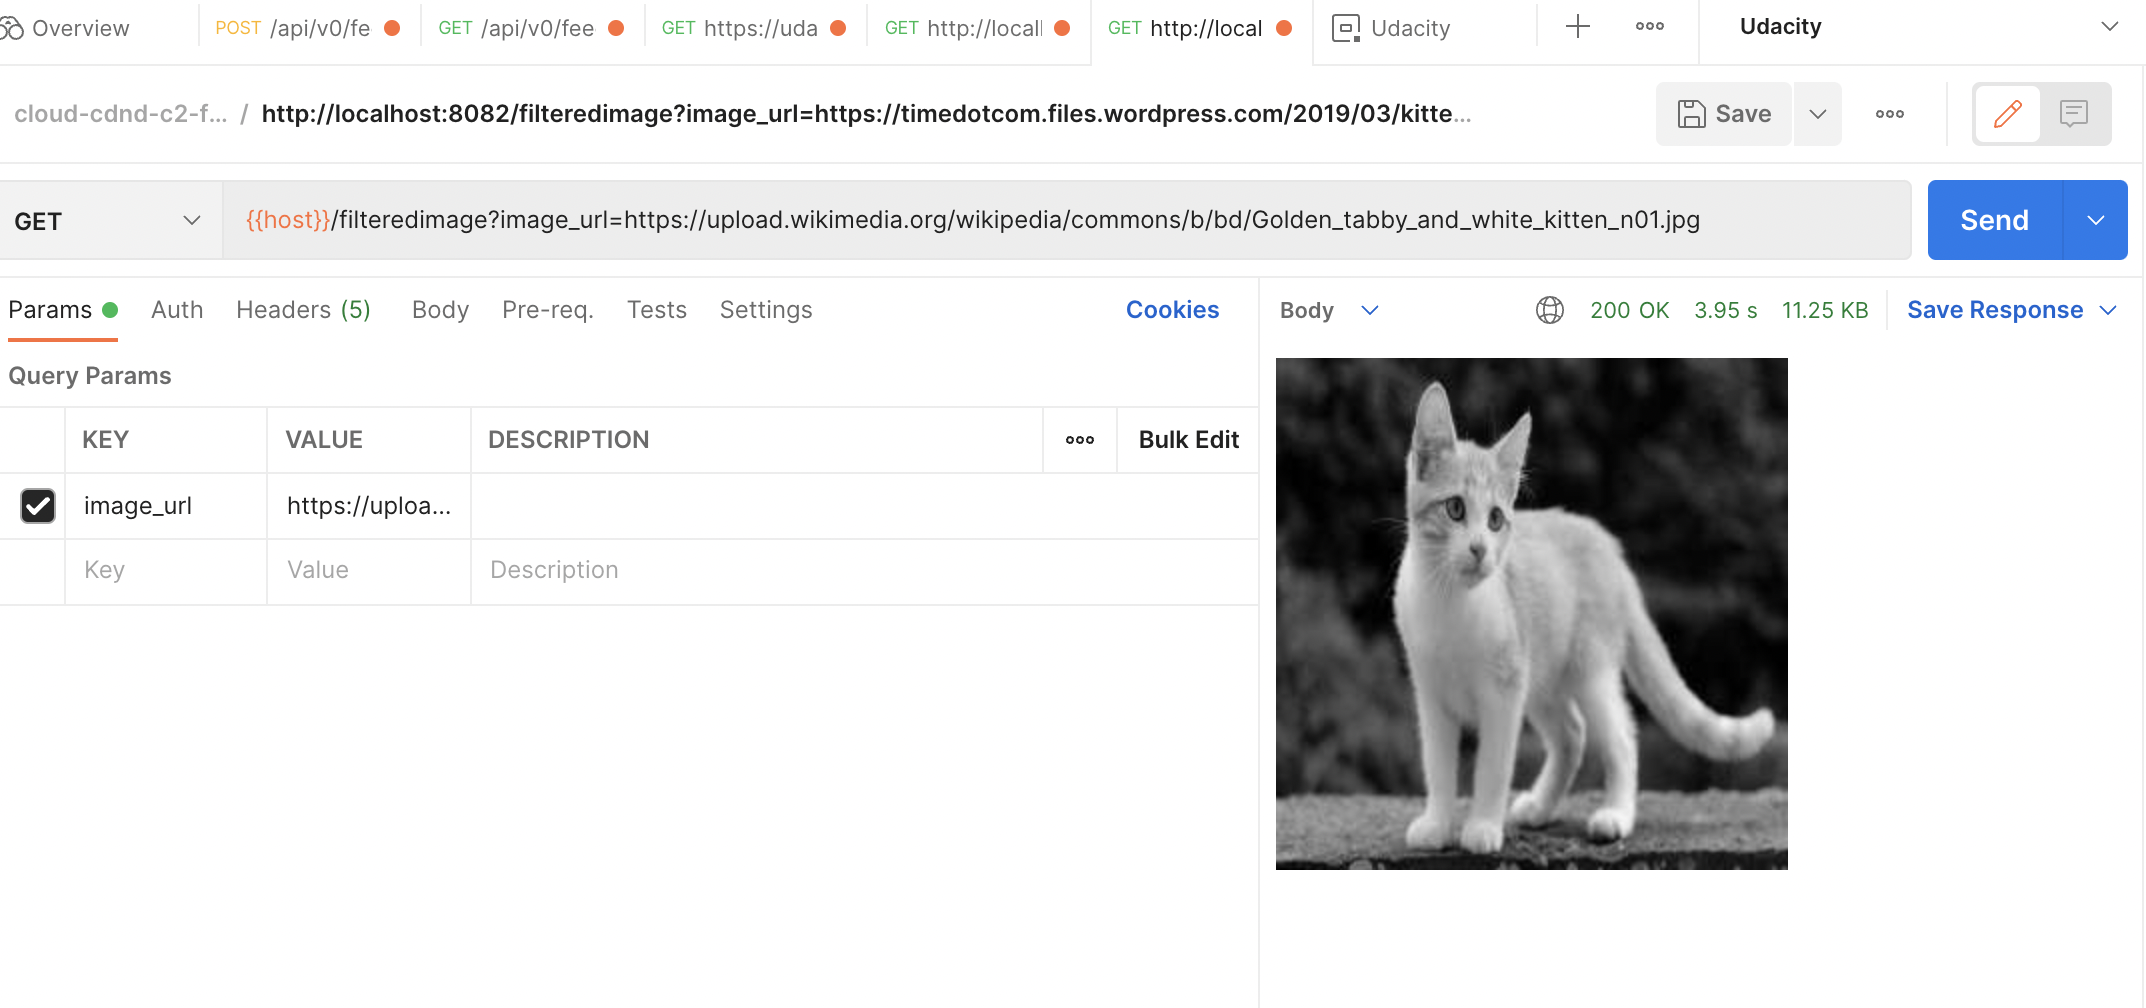 Overview POST /api/v0/fe GET /api/v0/fee GET https://uda GET http://locall GET http://local Udacity Udacity
cloud-cdnd-c2-f... / http://localhost:8082/filteredimage?image_url=https://timedotcom.files.wordpress.com/2019/03/kitte... Save
GET {{host}}/filteredimage?image_url=https://upload.wikimedia.org/wikipedia/commons/b/bd/Golden_tabby_and_white_kitten_n01.jpg Send
Params Auth Headers (5) Body Pre-req. Tests Settings Cookies Body 200 OK 3.95 s 11.25 KB Save Response
Query Params
KEY VALUE DESCRIPTION Bulk Edit
image_url https://uploa...
Key Value Description